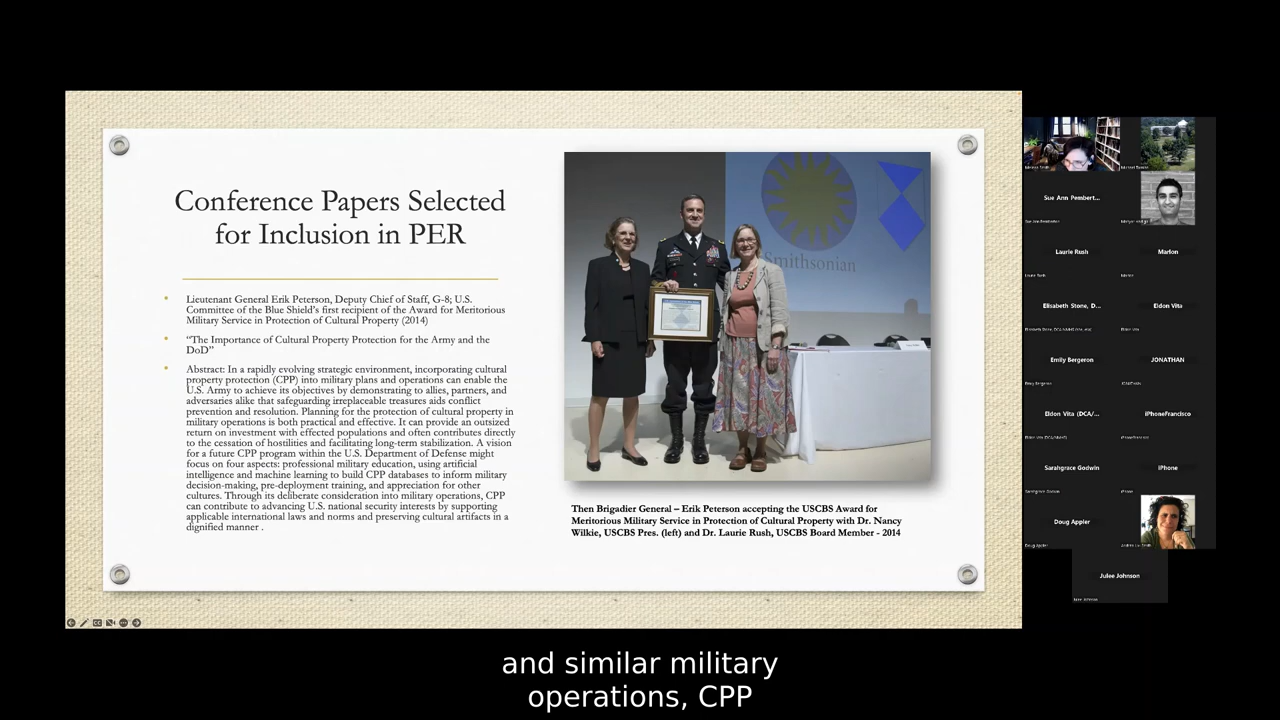 Conference Papers Selected
for Inclusion in PER
Lieutenant General Erik Peterson, Deputy Chief of Staff, G-8; U.S.
Committee of the Blue Shield's first recipient of the Award for Meritorious
Military Service in Protection of Cultural Property (2014)
"The Importance of Cultural Property Protection for the Army and the
DoD"
Abstract: In a rapidly evolving strategic environment, incorporating cultural
property protection (CPP) into military plans and operations can enable the
U.S. Army to achieve its objectives by demonstrating to allies, partners, and
adversaries alike that safeguarding irreplaceable treasures aids conflict
prevention and resolution. Planning for the protection of cultural property in
military operations is both practical and effective. It can provide an outsized
return on investment with effected populations and often contributes directly
to the cessation of hostilities and facilitating long-term stabilization. A vision
for a future CPP program within the U.S. Department of Defense might
focus on four aspects: professional military education, using artificial
intelligence and machine learning to build CPP databases to inform military
decision-making, pre-deployment training, and appreciation for other
cultures. Through its deliberate consideration into military operations, CPP
can contribute to advancing U.S. national security interests by supporting
applicable international laws and norms and preserving cultural artifacts in a
dignified manner .
Smithsonian
Then Brigadier General – Erik Peterson accepting the USCBS Award for
Meritorious Military Service in Protection of Cultural Property with Dr. Nancy
Wilkie, USCBS Pres. (left) and Dr. Laurie Rush, USCBS Board Member - 2014
Sue Ann Pembert...
Laurie Rush
Laurie Rush
Marlon
Marlon
Elisabeth Stone, D...
Eldon Vita
Eldon Vita
Emily Bergeron
JONATHAN
Eldon Vita (DCA/...
iPhoneFrancisco
Sarahgrace Godwin
iPhone
iPhone
Doug Appler
Doug Appler
Julee Johnson
Julee Johnson
and similar military
operations, CPP